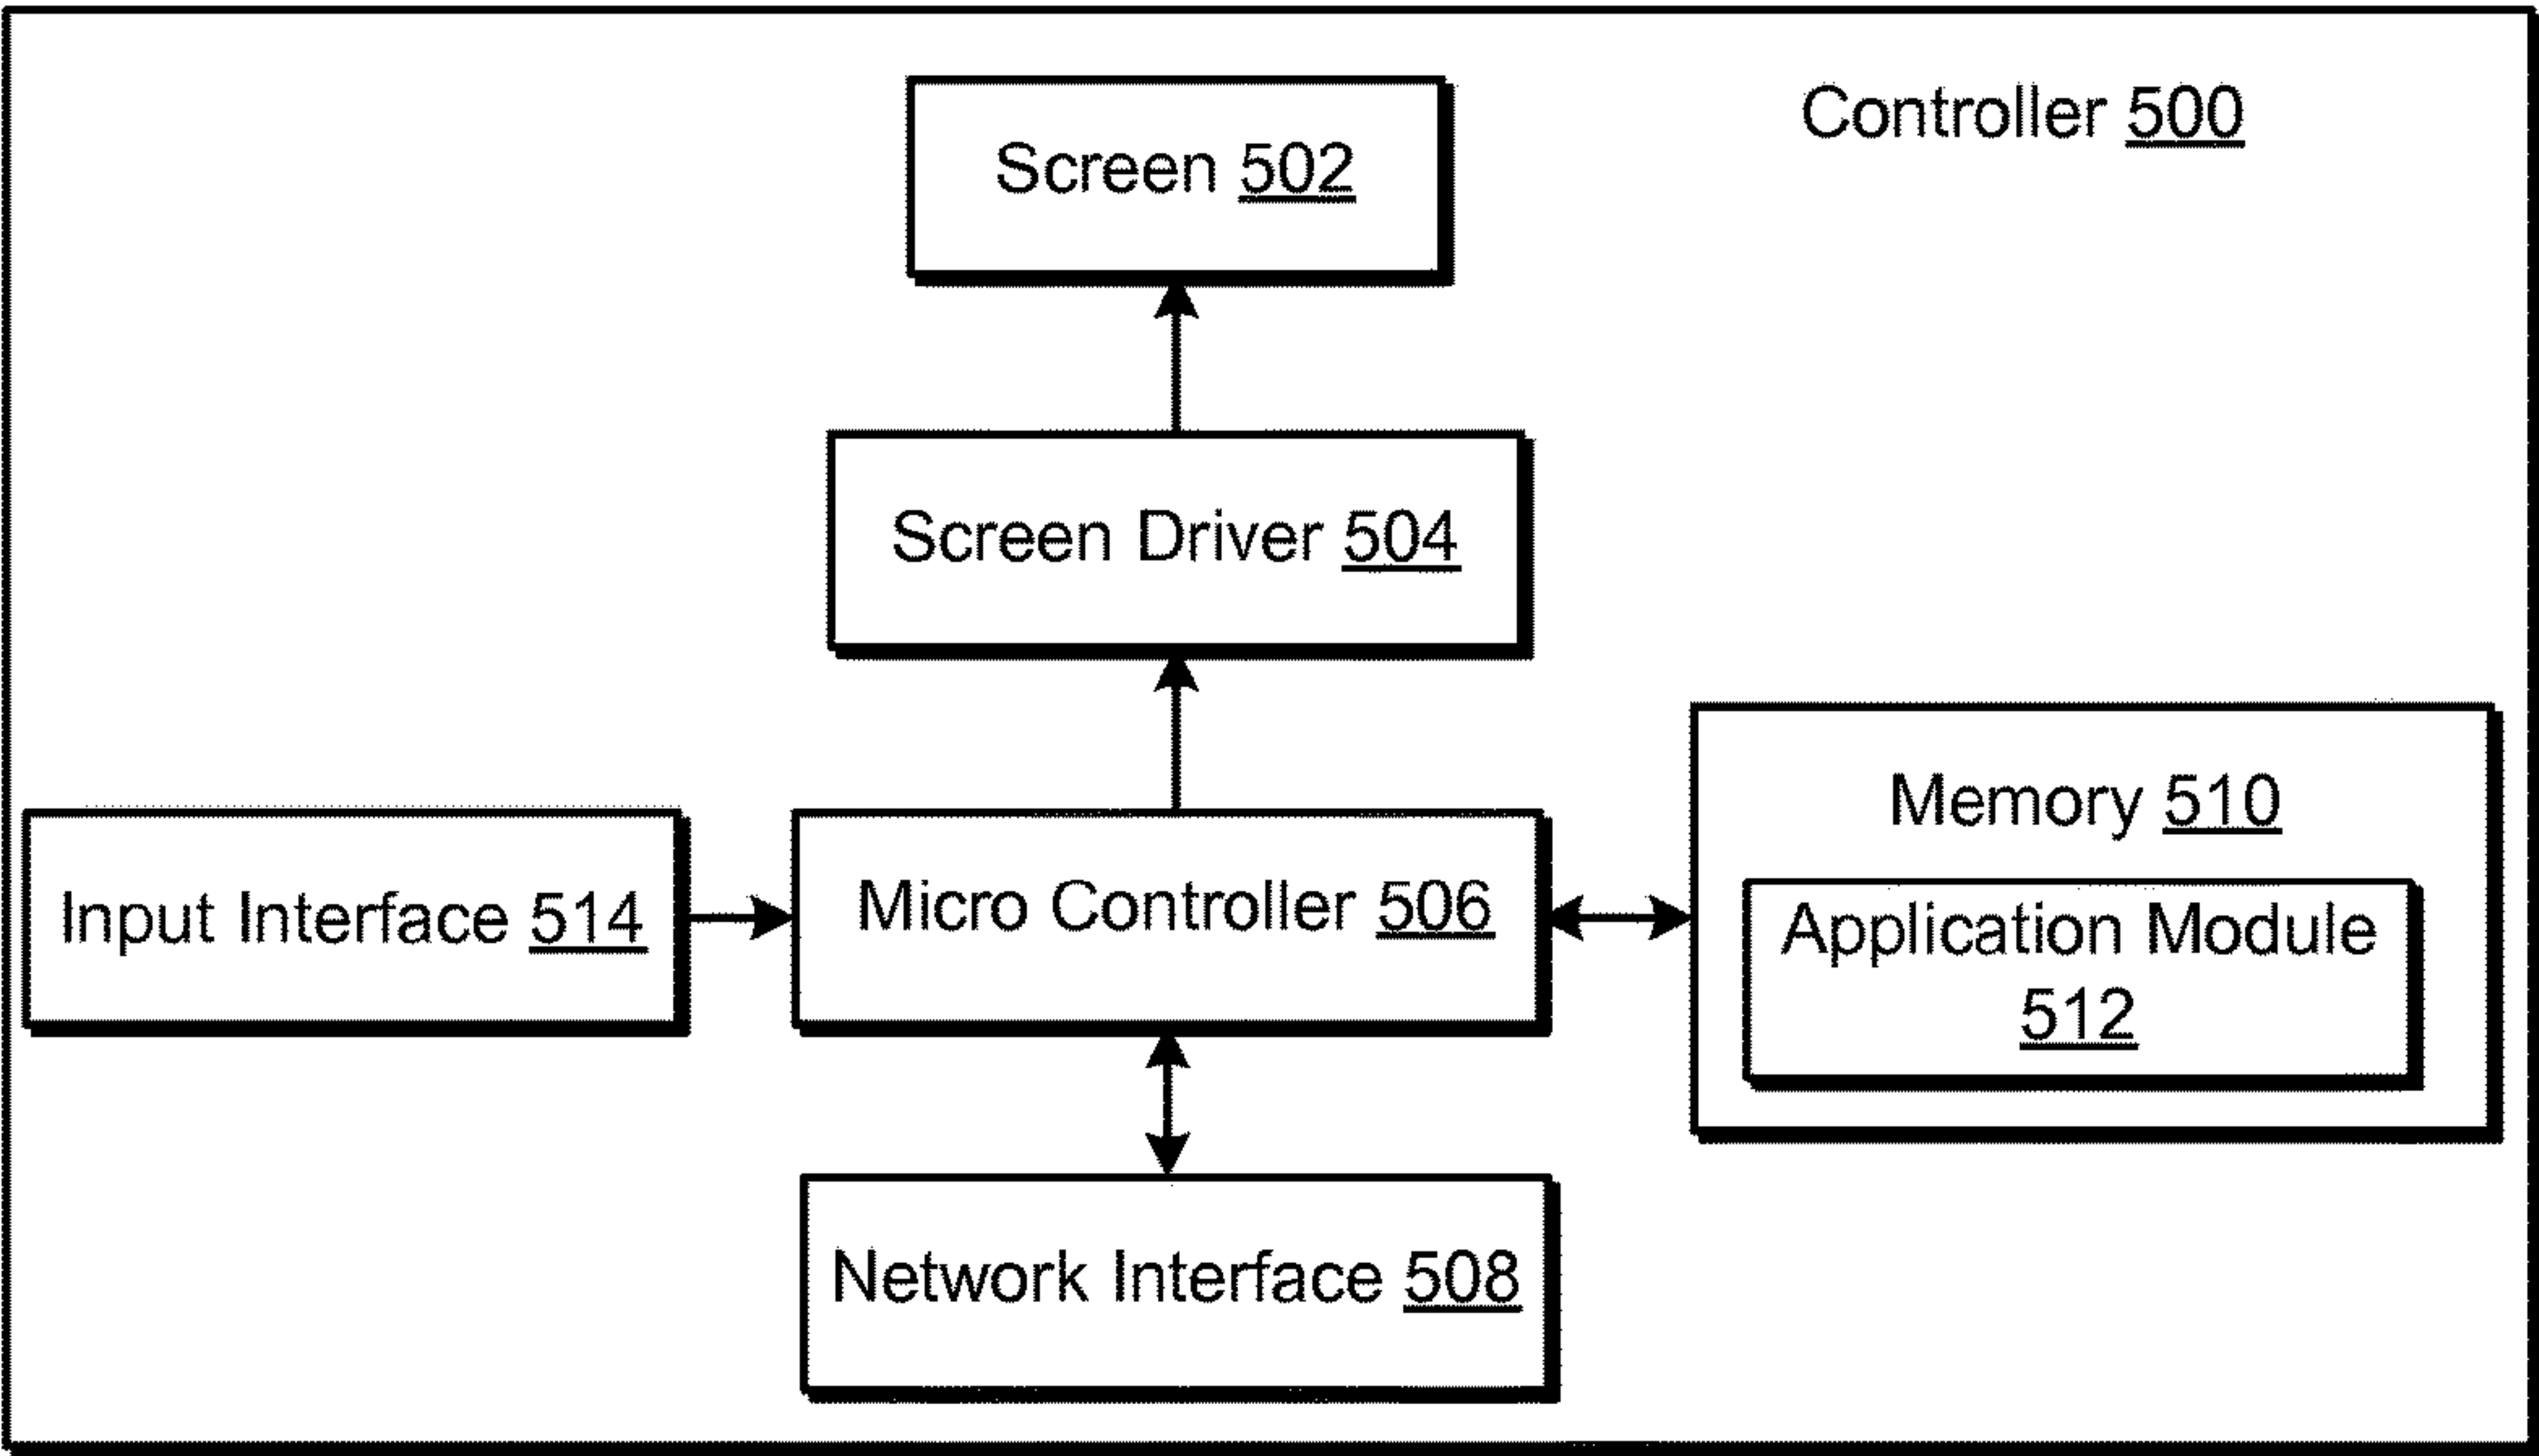 Controller 500
Screen 502
Screen Driver 504
Memory 510
Input Interface 514
Micro Controller 506
Application Module
512
Network Interface 508